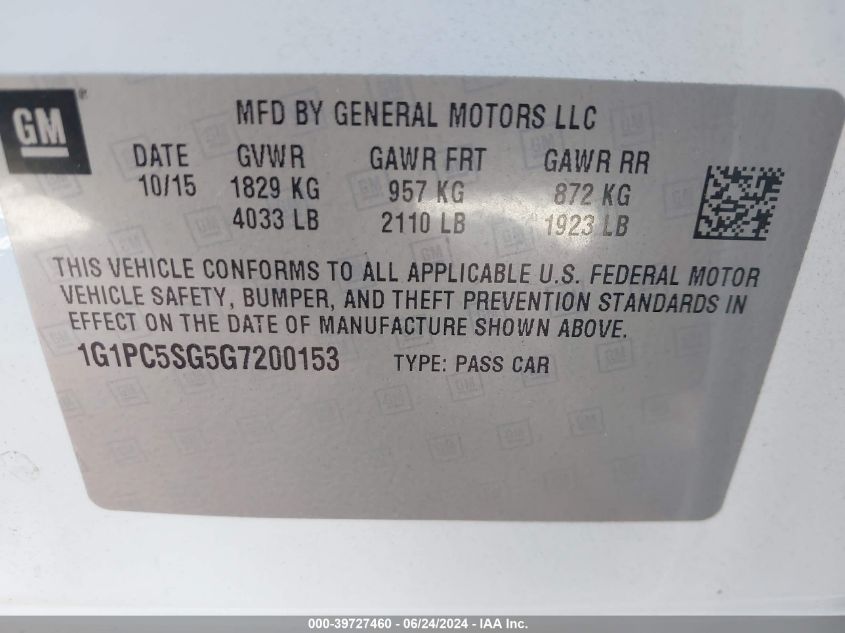 GM
MFD BY GENERAL MOTORS LLC
DATE GVWR GAWR FRT GAWR RR
10/15 1829 KG 957 KG 872 KG
4033 LB 2110 LB 1923 LB
THIS VEHICLE CONFORMS TO ALL APPLICABLE U.S. FEDERAL MOTOR
VEHICLE SAFETY, BUMPER, AND THEFT PREVENTION STANDARDS IN
EFFECT ON THE DATE OF MANUFACTURE SHOWN ABOVE.
1G1PC5SG5G7200153 TYPE: PASS CAR
000-39727460 - 06/24/2024 - IAA Inc.